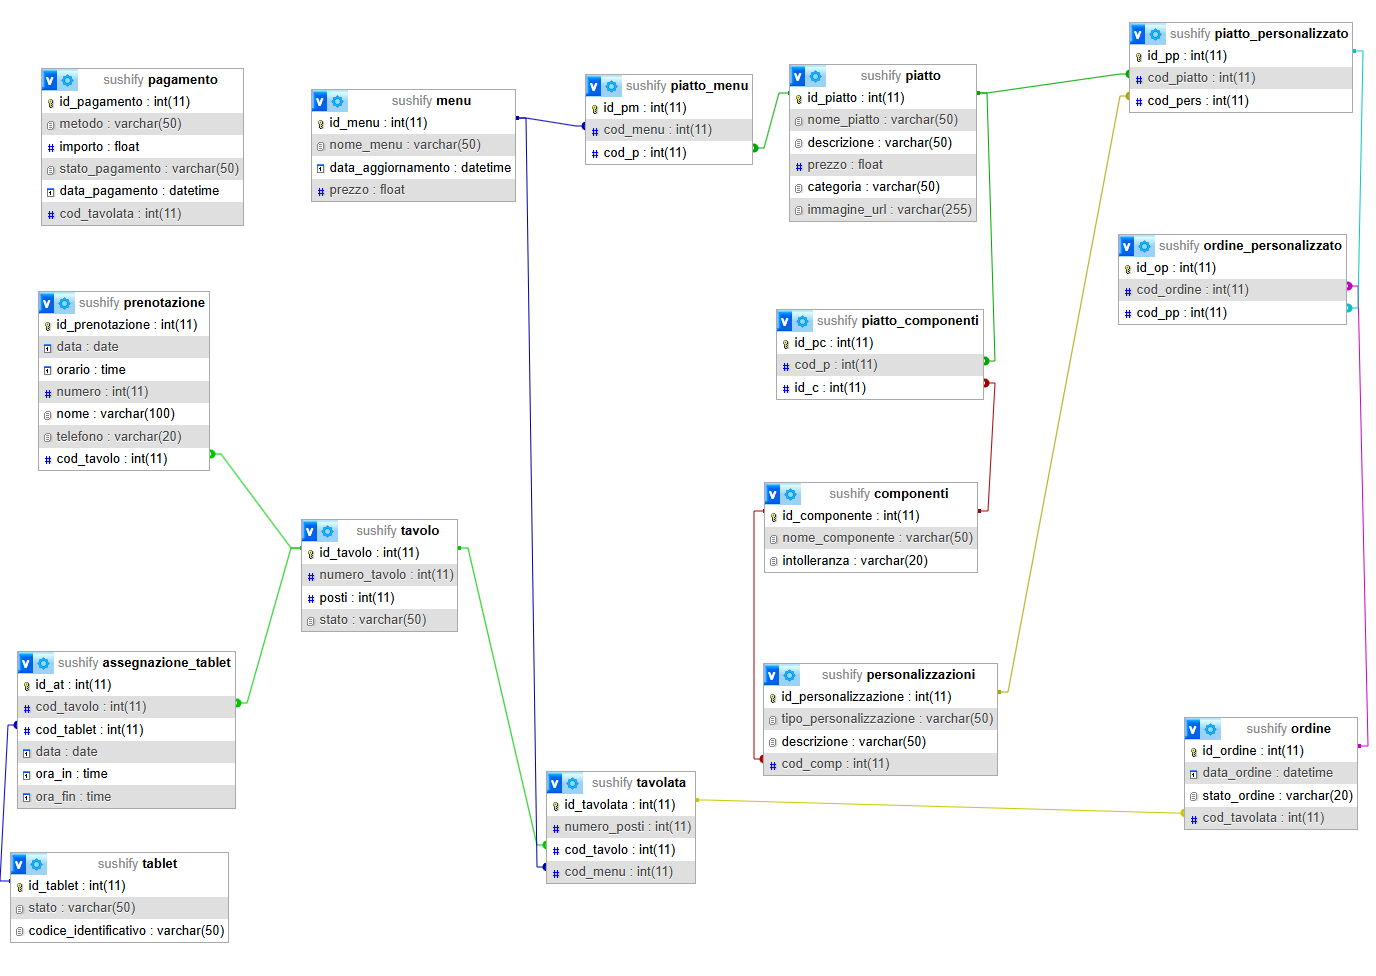 sushify pagamento
id_pagamento : int(11)
metodo : varchar(50)
importo : float
stato_pagamento : varchar(50)
data_pagamento : datetime
cod_tavolata : int(11)
sushify menu
id_menu : int(11)
nome_menu : varchar(50)
data_aggiornamento : datetime
prezzo : float
sushify piatto_menu
id_pm : int(11)
cod_menu : int(11)
cod_p : int(11)
sushify piatto
id_piatto : int(11)
nome_piatto : varchar(50)
descrizione : varchar(50)
prezzo : float
categoria : varchar(50)
immagine_url : varchar(255)
sushify piatto_personalizzato
id_pp : int(11)
cod_piatto : int(11)
cod_pers : int(11)
sushify ordine_personalizzato
id_op : int(11)
cod_ordine : int(11)
cod_pp : int(11)
sushify prenotazione
id_prenotazione : int(11)
data : date
orario : time
numero : int(11)
nome : varchar(100)
telefono : varchar(20)
cod_tavolo : int(11)
sushify piatto_componenti
id_pc : int(11)
cod_p : int(11)
id_c : int(11)
sushify componenti
id_componente : int(11)
nome_componente : varchar(50)
intolleranza : varchar(20)
sushify tavolo
id_tavolo : int(11)
numero_tavolo : int(11)
posti : int(11)
stato : varchar(50)
sushify assegnazione_tablet
id_at : int(11)
cod_tavolo : int(11)
cod_tablet : int(11)
data : date
ora_in : time
ora_fin : time
sushify personalizzazioni
id_personalizzazione : int(11)
tipo_personalizzazione : varchar(50)
descrizione : varchar(50)
cod_comp : int(11)
sushify ordine
id_ordine : int(11)
data_ordine : datetime
stato_ordine : varchar(20)
cod_tavolata : int(11)
sushify tavolata
id_tavolata : int(11)
numero_posti : int(11)
cod_tavolo : int(11)
cod_menu : int(11)
sushify tablet
id_tablet : int(11)
stato : varchar(50)
codice_identificativo : varchar(50)